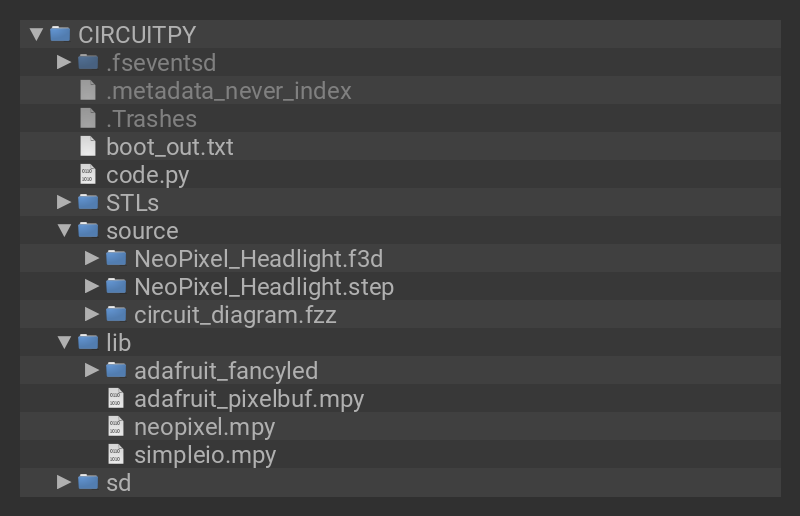 CIRCUITPY
.fseventsd
.metadata_never_index
.Trashes
boot_out.txt
code.py
STLs
source
NeoPixel_Headlight.f3d
NeoPixel_Headlight.step
circuit_diagram.fzz
lib
adafruit_fancyled
adafruit_pixelbuf.mpy
neopixel.mpy
simpleio.mpy
sd